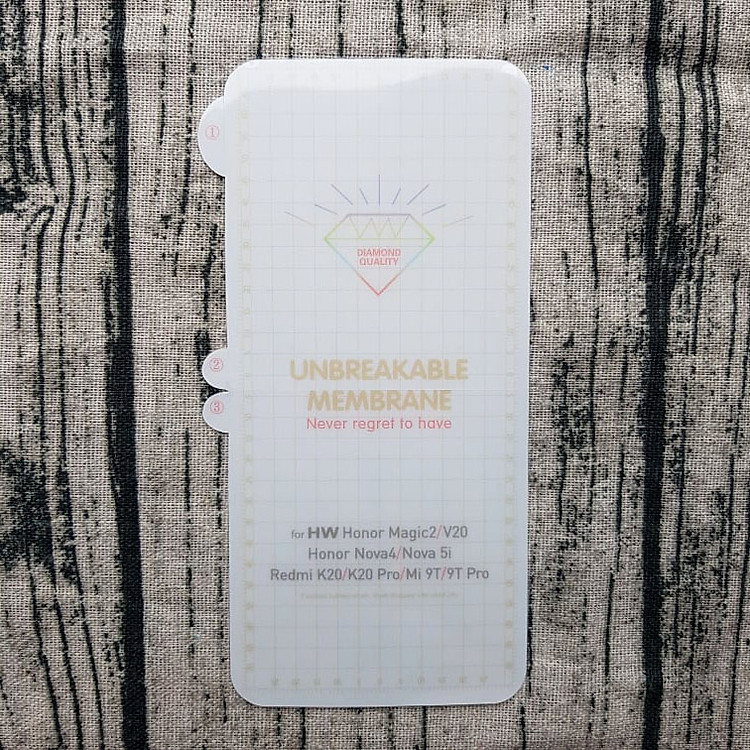 ①
DIAMOND
QUALITY
②
UNBREAKABLE
MEMBRANE
③
Never regret to have
for HW Honor Magic2/V20
Honor Nova4/Nova 5i
Redmi K20/K20 Pro/Mi 9T/9T Pro